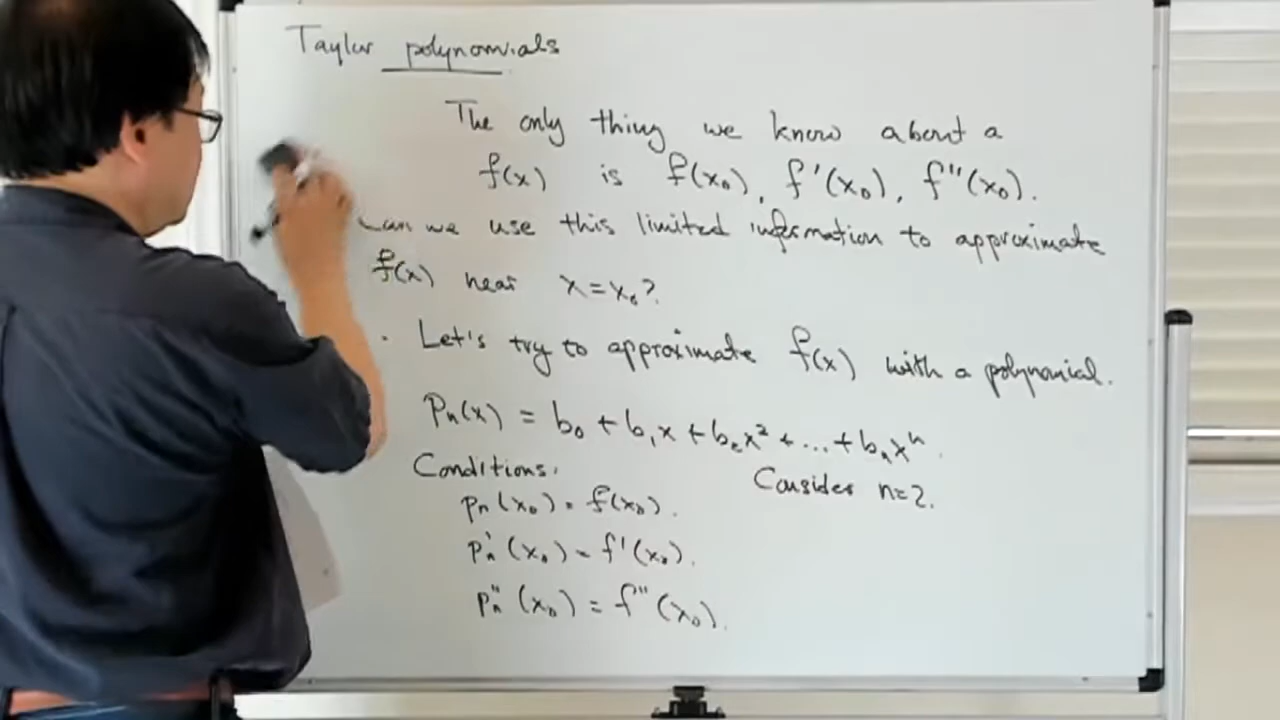 Taylor polynomials
The only thing we know about a
f(x) is f(x₀), f'(x₀), f''(x₀).
Can we use this limited information to approximate
f(x) near x=x₀?
· Let's try to approximate f(x) with a polynomial.
Pₙ(x) = b₀ + b₁x + b₂x² + ... + bₙxⁿ.
Conditions.
Consider n=2.
pₙ(x₀) = f(x₀).
pₙ'(x₀) = f'(x₀).
pₙ''(x₀) = f''(x₀).